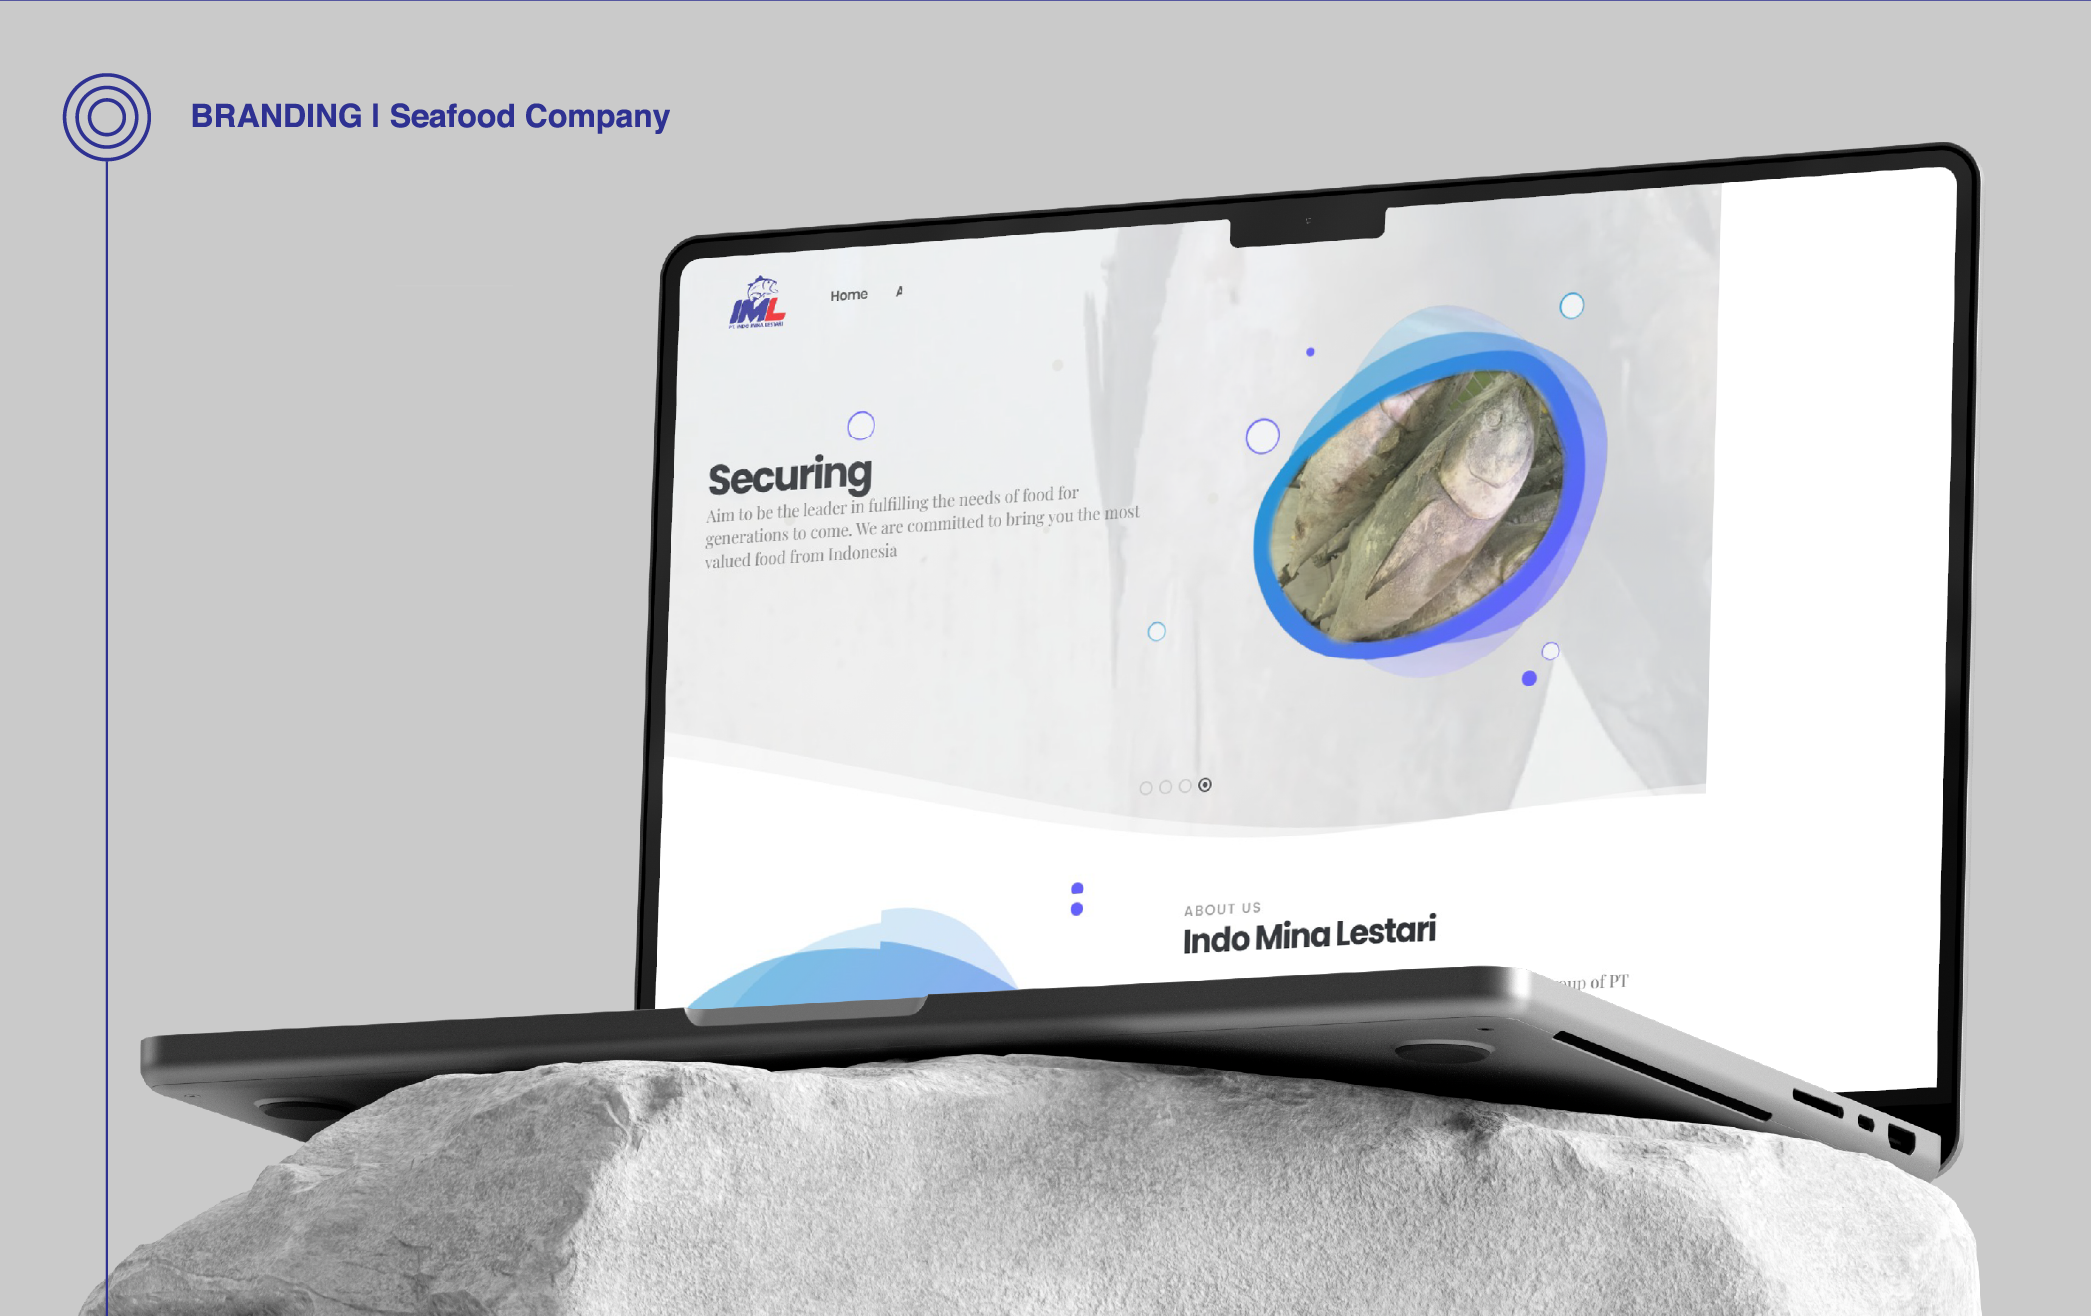 BRANDING | Seafood Company
IML
PT. INDO MINA LESTARI
Home A
Securing
Aim to be the leader in fulfilling the needs of food for
generations to come. We are committed to bring you the most
valued food from Indonesia
ABOUT US
Indo Mina Lestari
of PT